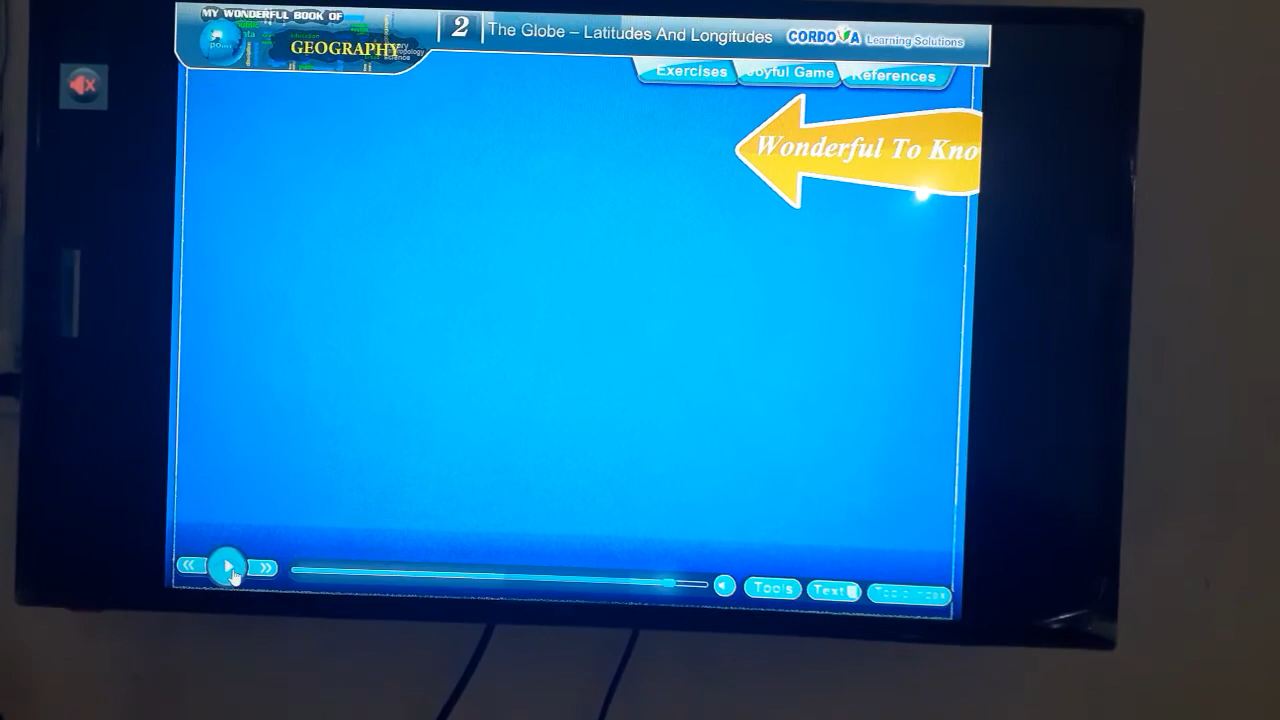 MY WONDERFUL BOOK OF
GEOGRAPHY
2
The Globe – Latitudes And Longitudes
CORDOVA Learning Solutions
Exercises
Joyful Game
References
Wonderful To Kno
Tools
Text